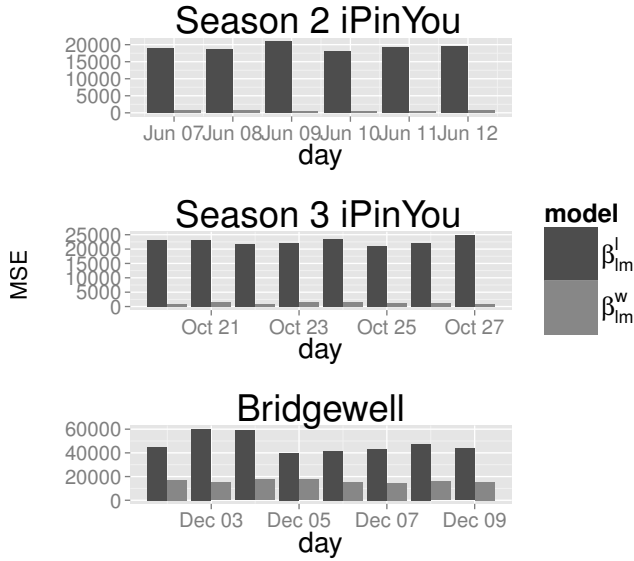 Season 2 iPinYou
20000
15000
10000
5000
0
Jun 07 Jun 08 Jun 09 Jun 10 Jun 11 Jun 12
day
MSE
Season 3 iPinYou
25000
20000
15000
10000
5000
0
Oct 21 Oct 23 Oct 25 Oct 27
day
model
β^l_lm
β^w_lm
Bridgewell
60000
40000
20000
0
Dec 03 Dec 05 Dec 07 Dec 09
day